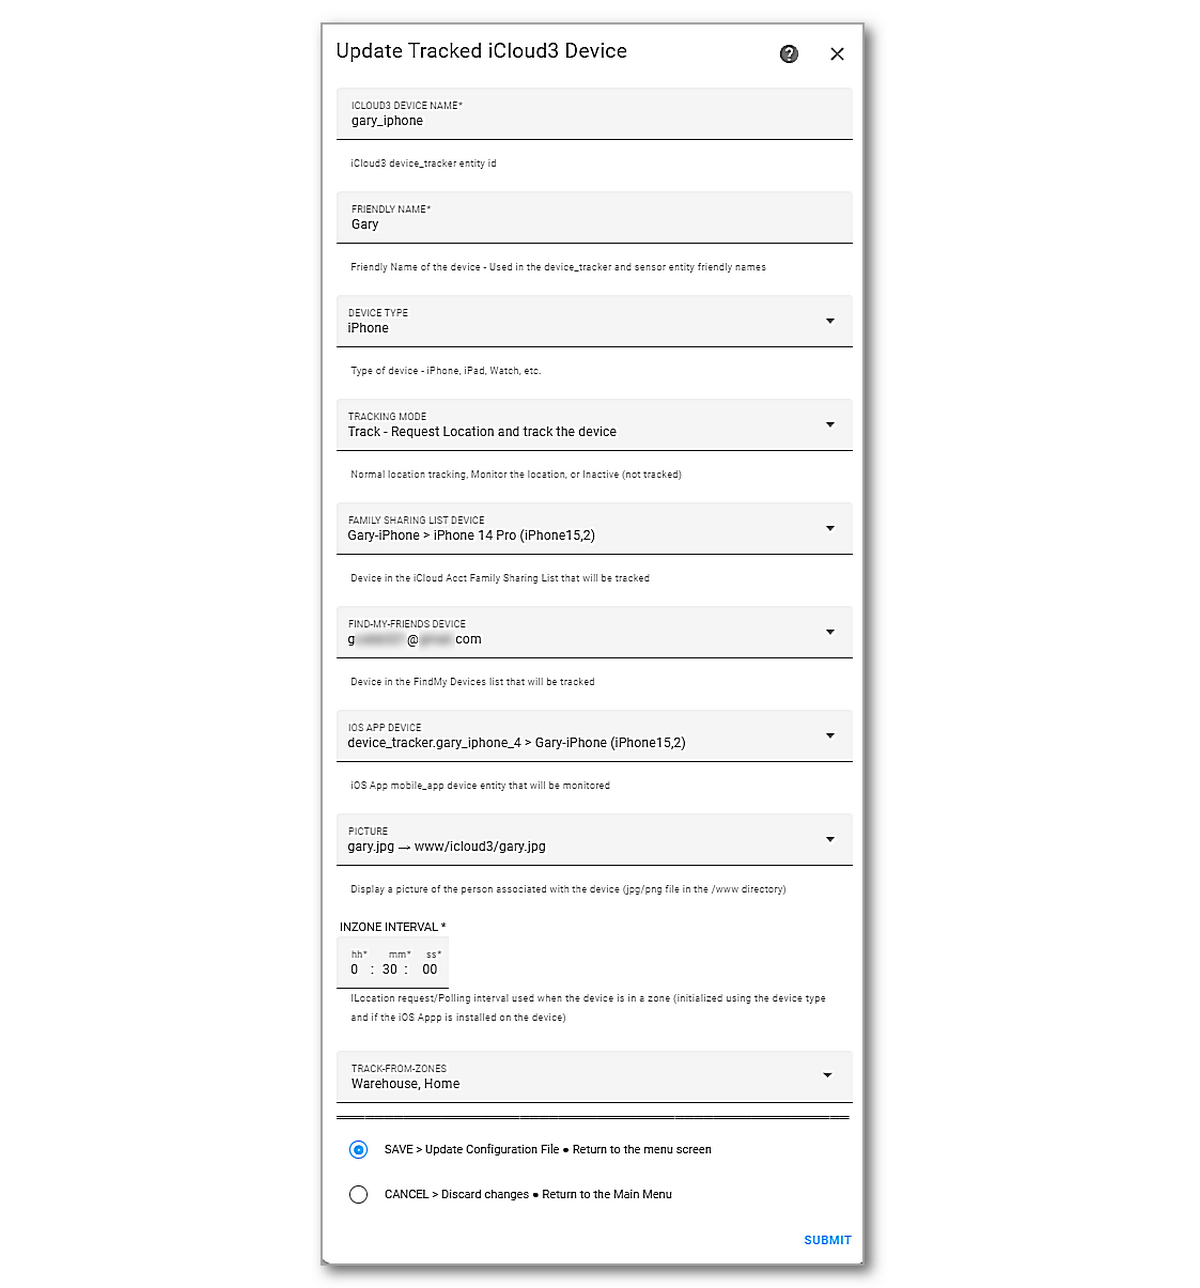 Update Tracked iCloud3 Device
ICLOUD3 DEVICE NAME*
gary_iphone
iCloud3 device_tracker entity id
FRIENDLY NAME*
Gary
Friendly Name of the device - Used in the device_tracker and sensor entity friendly names
DEVICE TYPE
iPhone
Type of device - iPhone, iPad, Watch, etc.
TRACKING MODE
Track - Request Location and track the device
Normal location tracking, Monitor the location, or Inactive (not tracked)
FAMILY SHARING LIST DEVICE
Gary-iPhone > iPhone 14 Pro (iPhone15,2)
Device in the iCloud Acct Family Sharing List that will be tracked
FIND-MY-FRIENDS DEVICE
g @ com
Device in the FindMy Devices list that will be tracked
IOS APP DEVICE
device_tracker.gary_iphone_4 > Gary-iPhone (iPhone15,2)
iOS App mobile_app device entity that will be monitored
PICTURE
gary.jpg → www/icloud3/gary.jpg
Display a picture of the person associated with the device (jpg/png file in the /www directory)
INZONE INTERVAL *
hh* mm* ss*
0 : 30 : 00
ILocation request/Polling interval used when the device is in a zone (initialized using the device type
and if the iOS Appp is installed on the device)
TRACK-FROM-ZONES
Warehouse, Home
SAVE > Update Configuration File ● Return to the menu screen
CANCEL > Discard changes ● Return to the Main Menu
SUBMIT